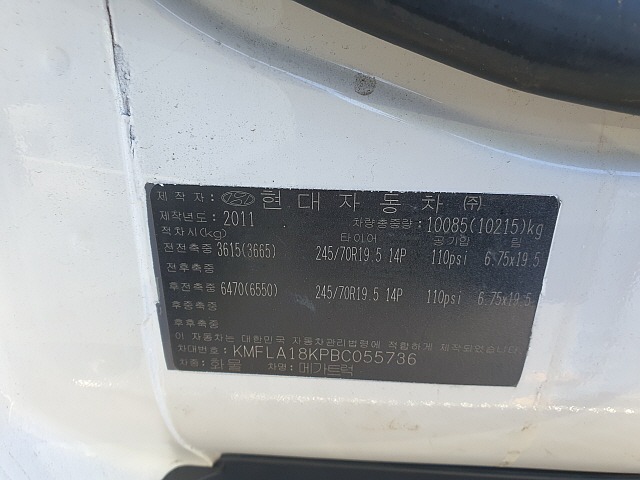 제작자: 현대자동차 (주)
제작년도: 2011 차량총중량: 10085(10215)kg
적차시(kg) 타이어 공기압 림
전전축중 3615(3665) 245/70R19.5 14P 110psi 6.75x19.5
전후축중
후전축중 6470(6550) 245/70R19.5 14P 110psi 6.75x19.5
후중축중
후후축중
이 자동차는 대한민국 자동차관리법령에 적합하게 제작되었습니다
차대번호: KMFLA18KPBC055736
차종: 화물 차명: 메가트럭